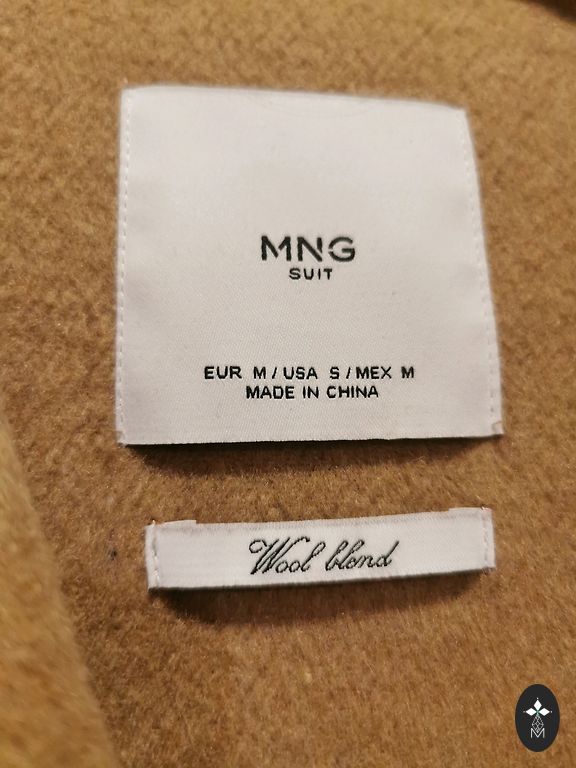 MNG
SUIT
EUR M / USA S / MEX M
MADE IN CHINA
Wool blend
M